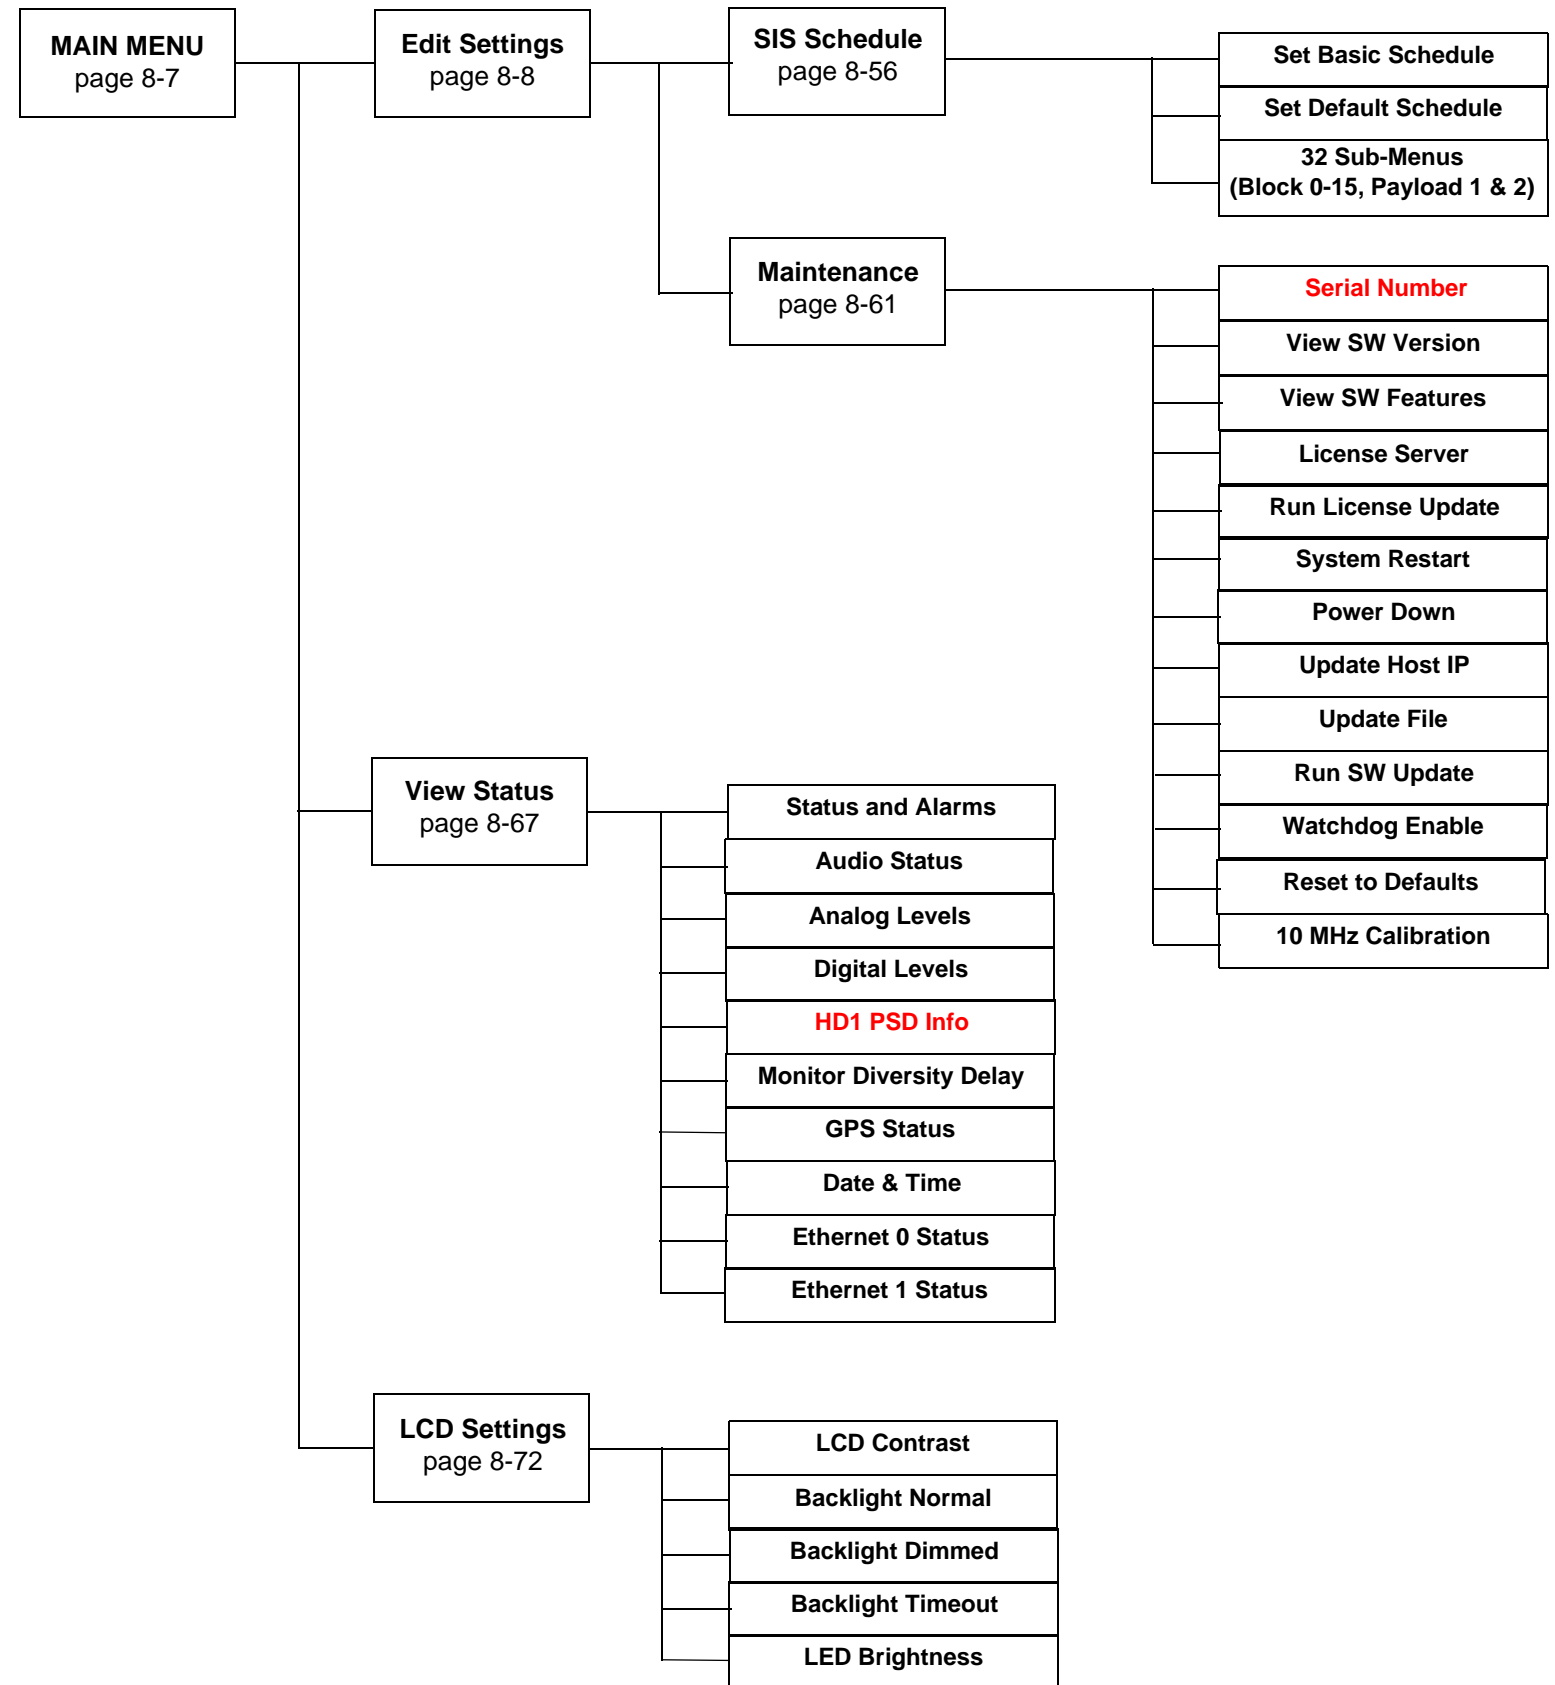 MAIN MENU
page 8-7
Edit Settings
page 8-8
SIS Schedule
page 8-56
Set Basic Schedule
Set Default Schedule
32 Sub-Menus
(Block 0-15, Payload 1 & 2)
Maintenance
page 8-61
Serial Number
View SW Version
View SW Features
License Server
Run License Update
System Restart
Power Down
Update Host IP
Update File
Run SW Update
Watchdog Enable
Reset to Defaults
10 MHz Calibration
View Status
page 8-67
Status and Alarms
Audio Status
Analog Levels
Digital Levels
HD1 PSD Info
Monitor Diversity Delay
GPS Status
Date & Time
Ethernet 0 Status
Ethernet 1 Status
LCD Settings
page 8-72
LCD Contrast
Backlight Normal
Backlight Dimmed
Backlight Timeout
LED Brightness